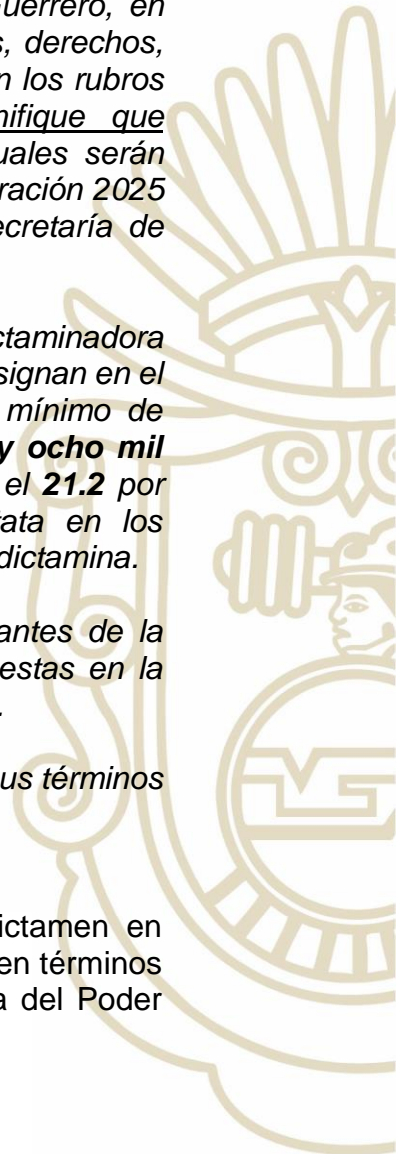 Guerrero, en
s, derechos,
n los rubros
nifique que
uales serán
ración 2025
ecretaría de
ctaminadora
signan en el
mínimo de
y ocho mil
el 21.2 por
ata en los
dictamina.
antes de la
estas en la
.
us términos
ictamen en
en términos
a del Poder